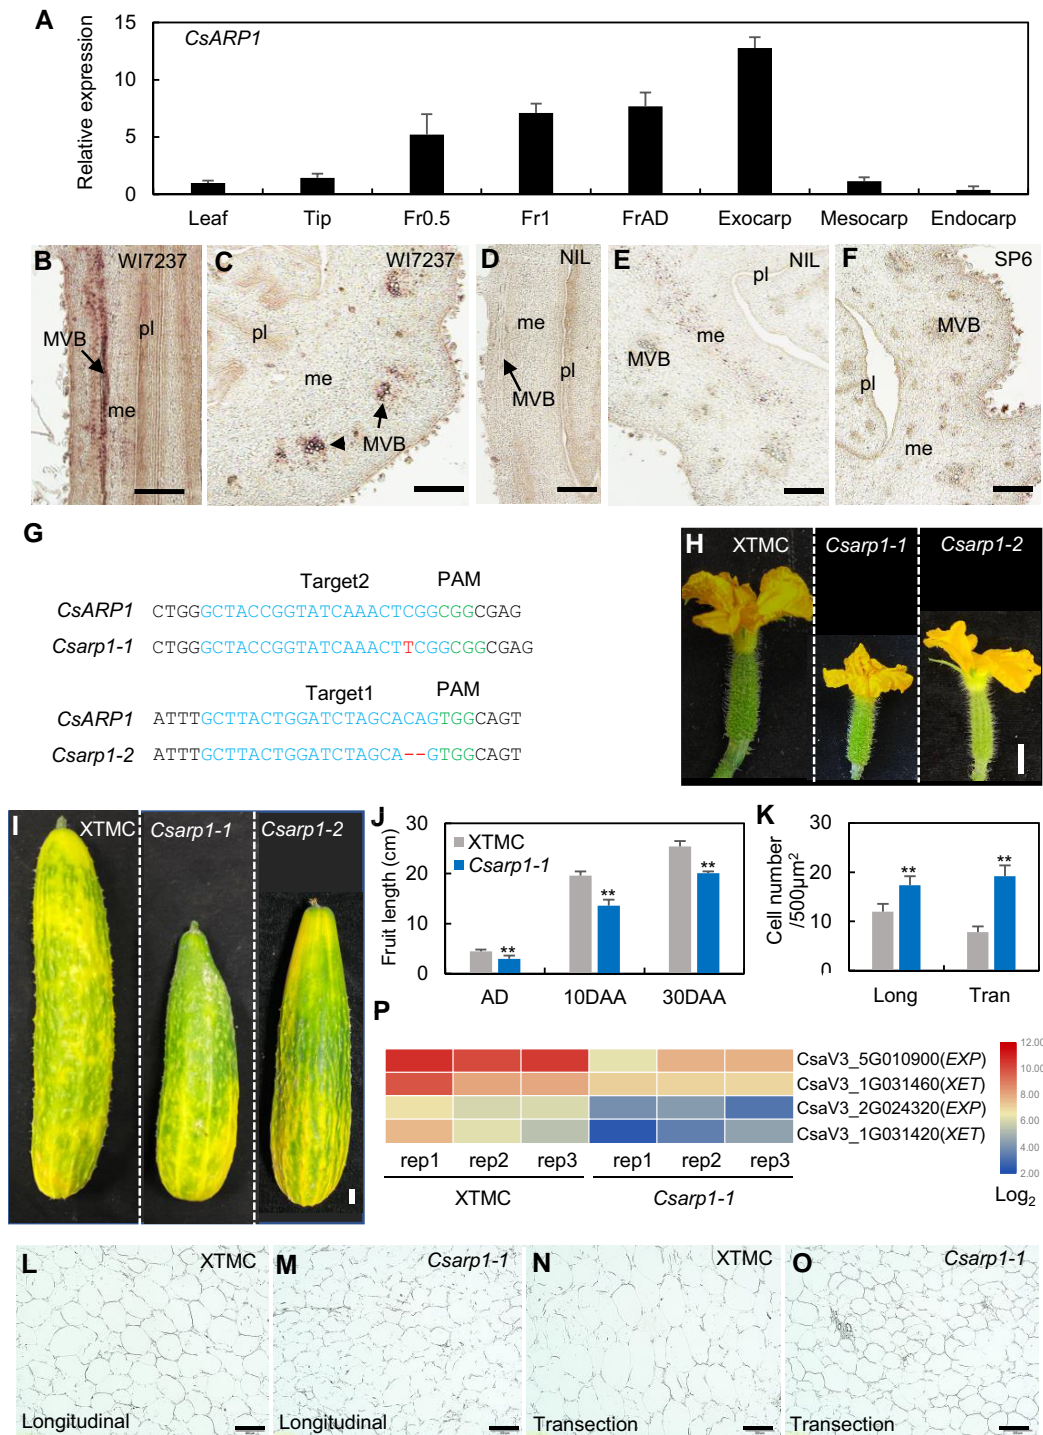 A
CsARP1
Relative expression
15
10
5
0
Leaf Tip Fr0.5 Fr1 FrAD Exocarp Mesocarp Endocarp
B WI7237 MVB pl me
C WI7237 pl me MVB
D NIL me MVB pl
E NIL pl me MVB
F SP6 MVB pl me
G
Target2 PAM
CsARP1 CTGGGCTACCGGTATCAAACTCGGCGGCGAG
Csarp1-1 CTGGGCTACCGGTATCAAACTTCGGCGGCGAG
Target1 PAM
CsARP1 ATTTGCTTACTGGATCTAGCACAGTGGCAGT
Csarp1-2 ATTTGCTTACTGGATCTAGCA--GTGGCAGT
H XTMC Csarp1-1 Csarp1-2
I XTMC Csarp1-1 Csarp1-2
J
Fruit length (cm)
30
20
10
0
XTMC
Csarp1-1
** ** **
AD 10DAA 30DAA
K
Cell number /500μm2
30
20
10
0
** **
Long Tran
P
CsaV3_5G010900(EXP)
CsaV3_1G031460(XET)
CsaV3_2G024320(EXP)
CsaV3_1G031420(XET)
rep1 rep2 rep3 rep1 rep2 rep3
XTMC Csarp1-1
12.00
10.00
8.00
6.00
4.00
2.00
Log2
L XTMC Longitudinal
M Csarp1-1 Longitudinal
N XTMC Transection
O Csarp1-1 Transection